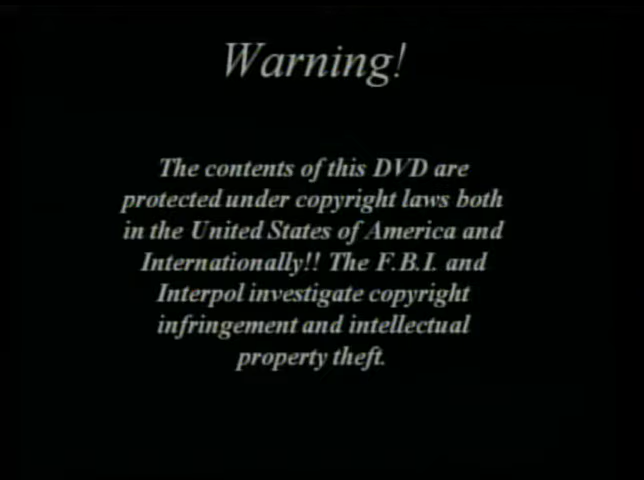 Warning!
The contents of this DVD are
protected under copyright laws both
in the United States of America and
Internationally!! The F.B.I. and
Interpol investigate copyright
infringement and intellectual
property theft.